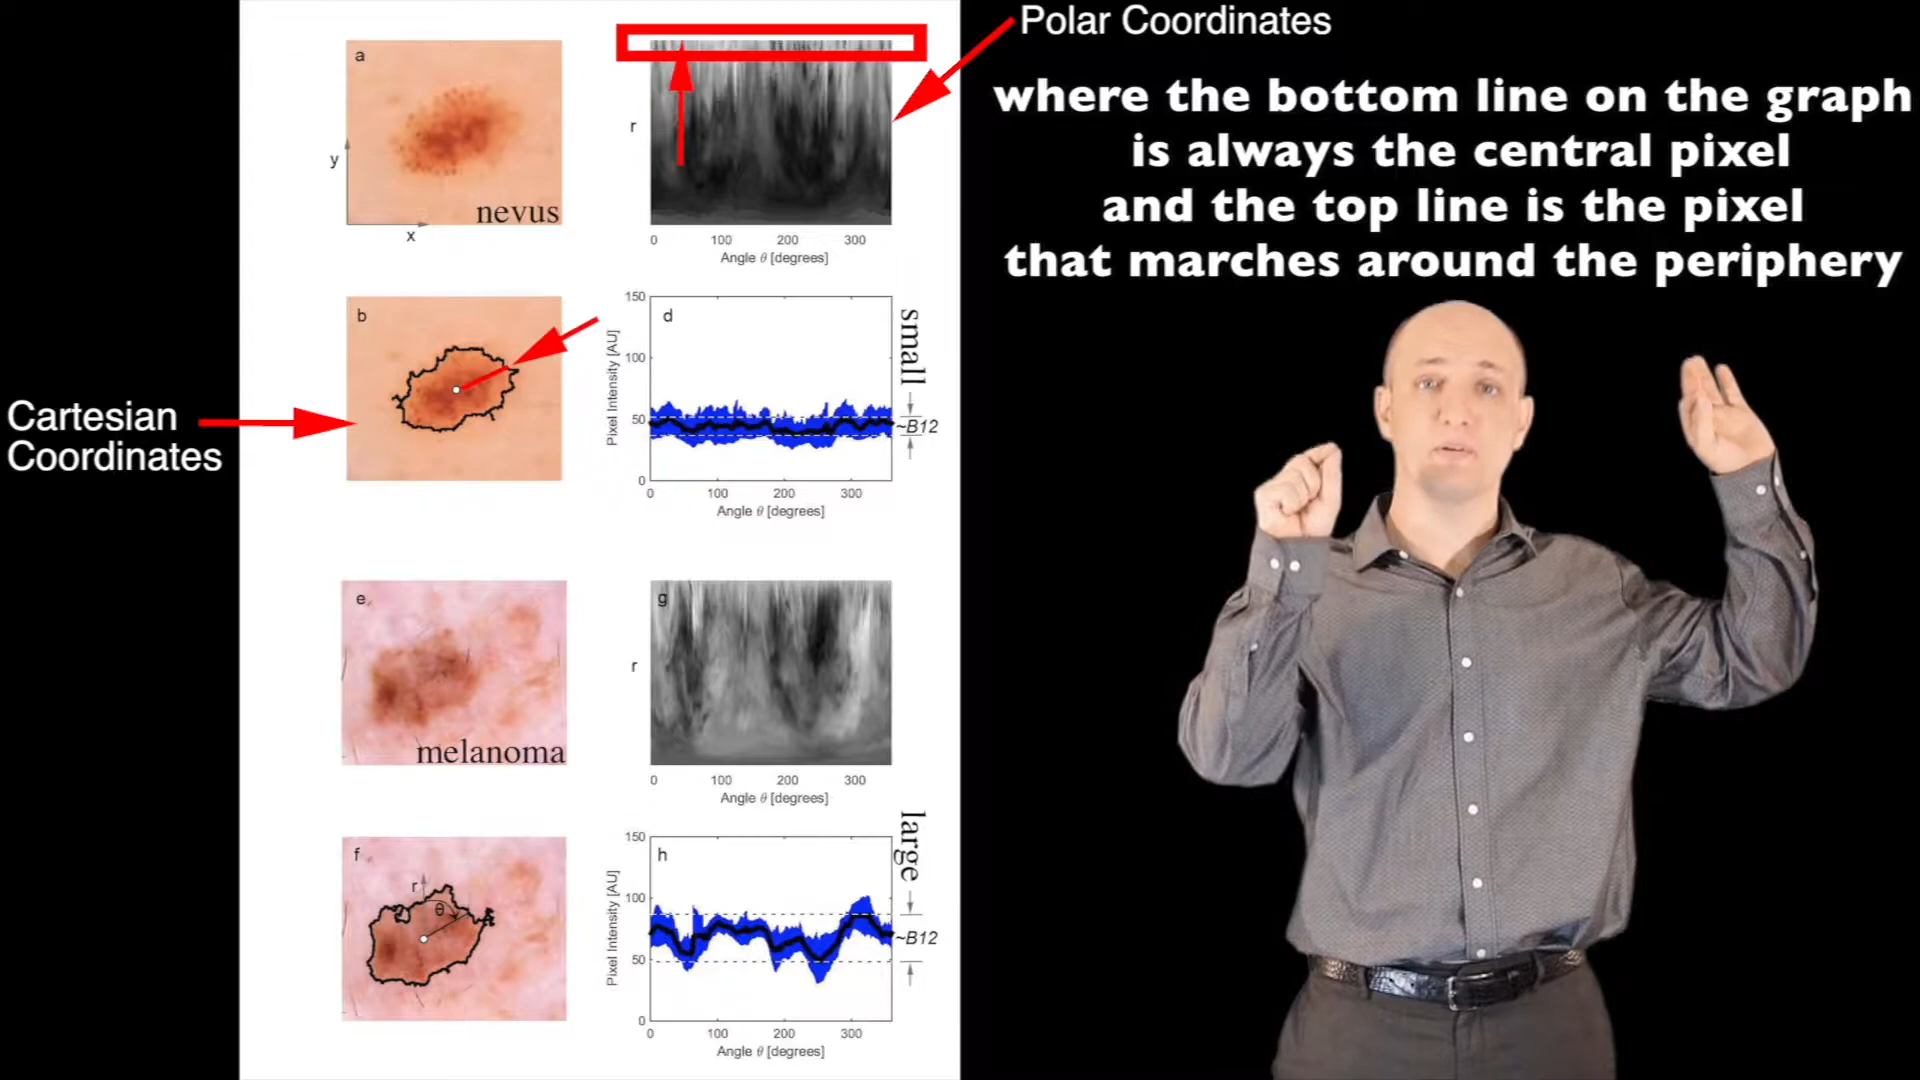 Polar Coordinates
where the bottom line on the graph
is always the central pixel
and the top line is the pixel
that marches around the periphery
Cartesian
Coordinates
a
y
x
nevus
r
0 100 200 300
Angle θ [degrees]
b
d
Pixel Intensity [AU]
150
100
50
0
0 100 200 300
Angle θ [degrees]
small
~B12
e
melanoma
g
r
0 100 200 300
Angle θ [degrees]
f
r
θ
h
Pixel Intensity [AU]
150
100
50
0
0 100 200 300
Angle θ [degrees]
large
~B12